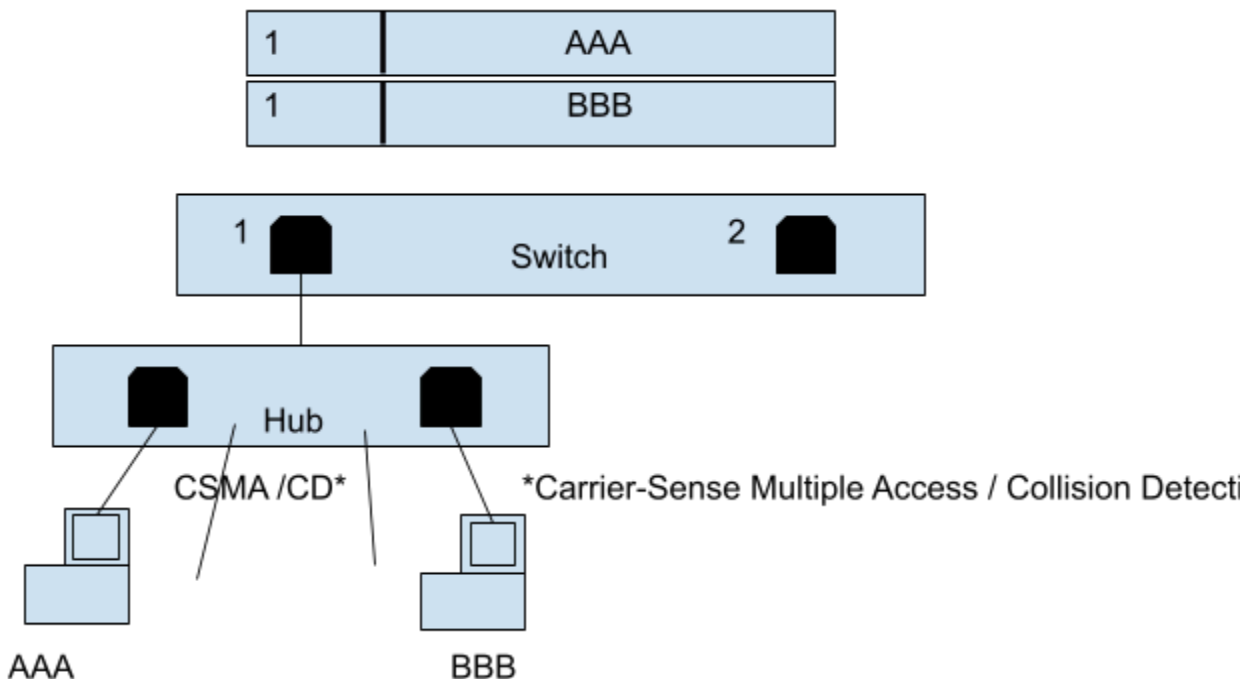 1 AAA
1 BBB
1 2
Switch
Hub
CSMA /CD*
*Carrier-Sense Multiple Access / Collision Detecti
AAA
BBB